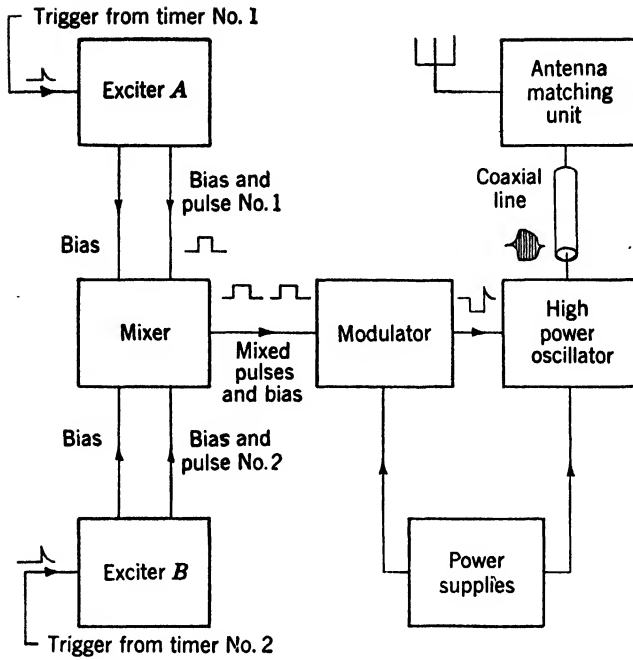 Trigger from timer No. 1
Exciter A
Antenna
matching
unit
Bias and
pulse No. 1
Bias
Coaxial
line
Mixer
Mixed
pulses
and bias
Modulator
High
power
oscillator
Bias
Bias and
pulse No. 2
Exciter B
Power
supplies
Trigger from timer No. 2